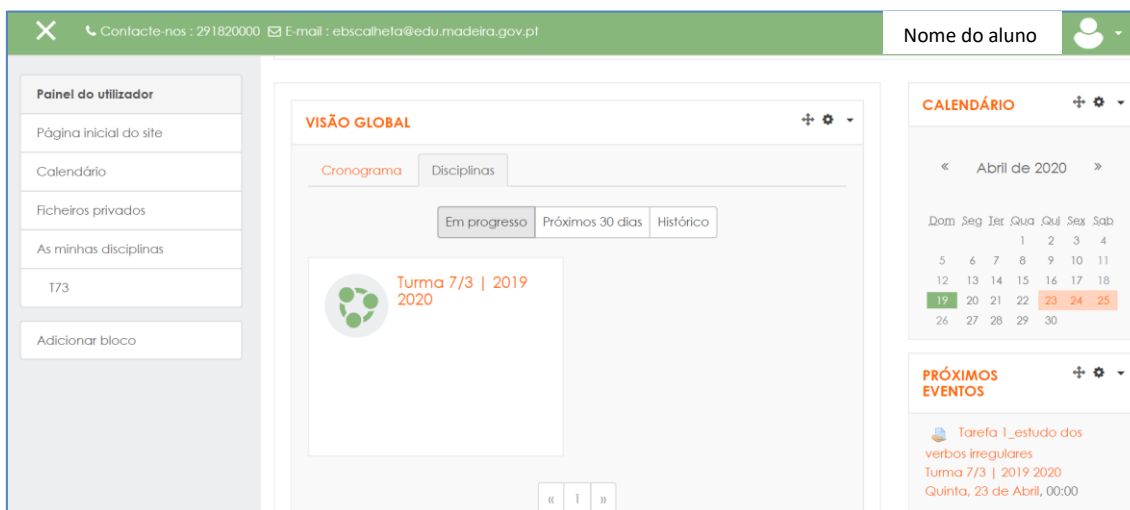 Contacte-nos : 291820000 E-mail : ebscalheta@edu.madeira.gov.pt
Nome do aluno
Painel do utilizador
Página inicial do site
Calendário
Ficheiros privados
As minhas disciplinas
T73
Adicionar bloco
VISÃO GLOBAL
Cronograma Disciplinas
Em progresso Próximos 30 dias Histórico
Turma 7/3 | 2019
2020
« 1 »
CALENDÁRIO
« Abril de 2020 »
Dom Seg Ter Qua Qui Sex Sab
1 2 3 4
5 6 7 8 9 10 11
12 13 14 15 16 17 18
19 20 21 22 23 24 25
26 27 28 29 30
PRÓXIMOS
EVENTOS
Tarefa 1_estudo dos
verbos irregulares
Turma 7/3 | 2019 2020
Quinta, 23 de Abril, 00:00